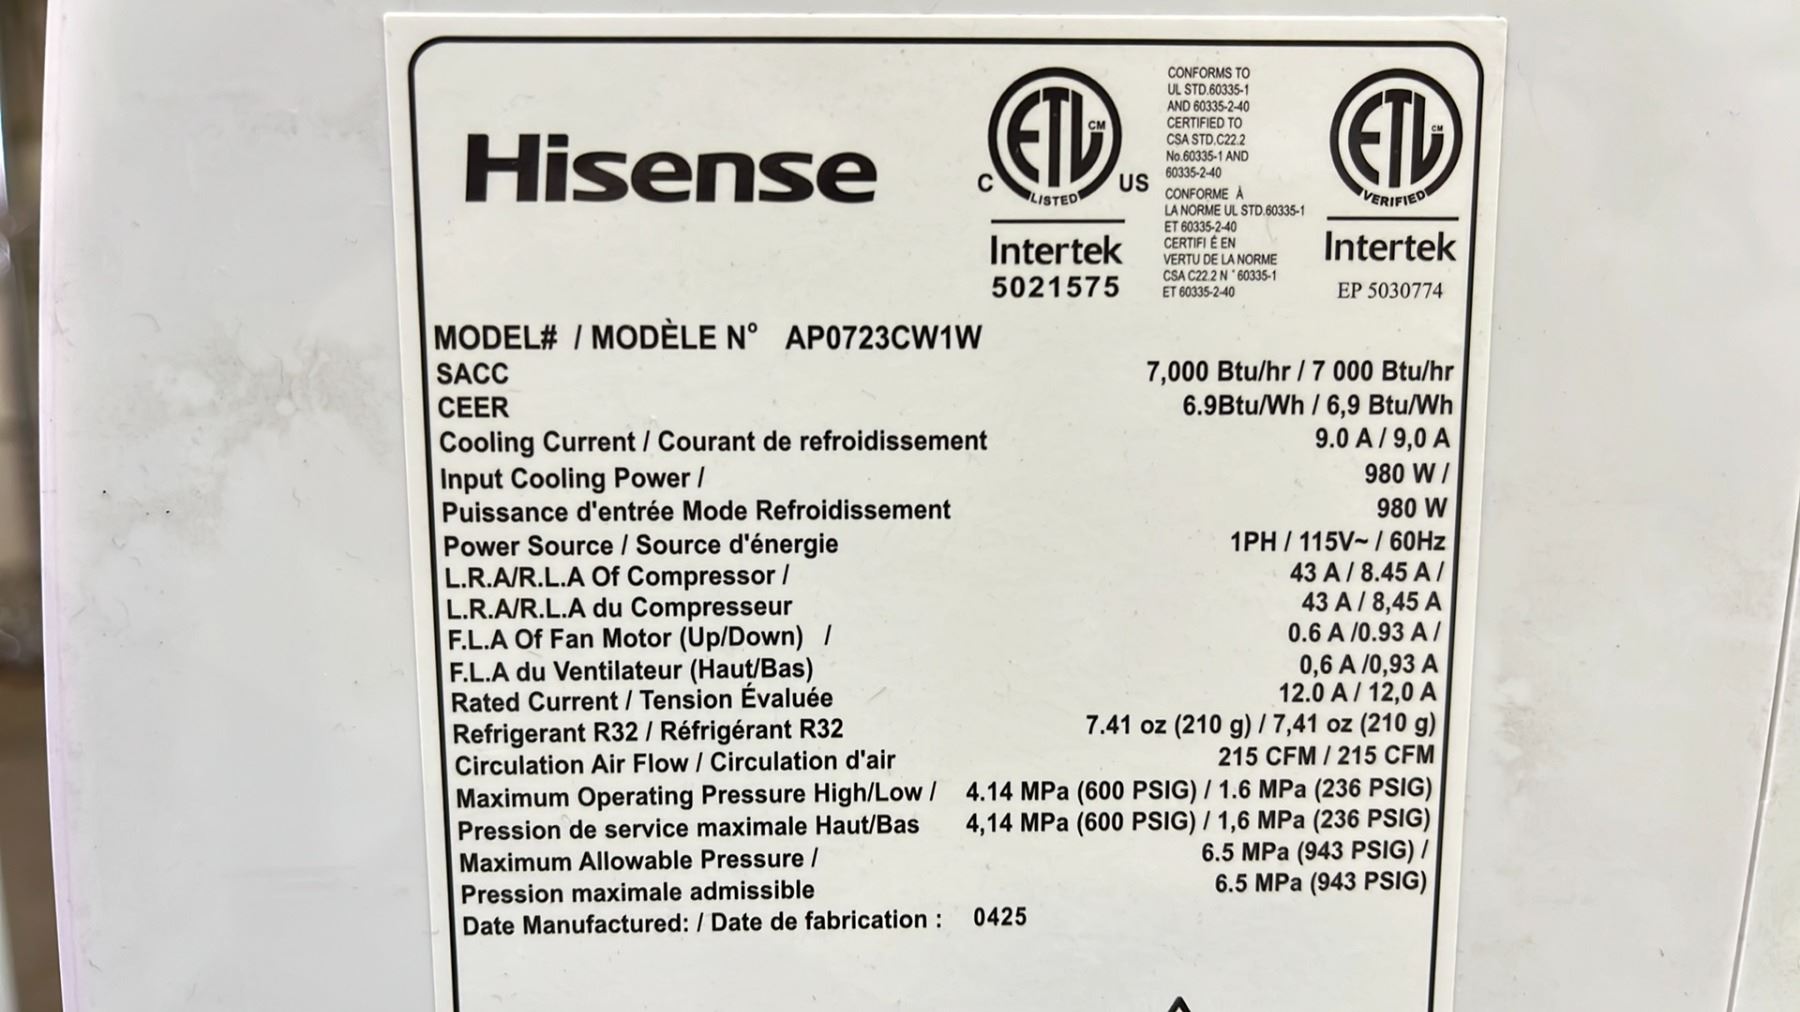 Hisense
C ETL CM US
LISTED
Intertek
5021575
CONFORMS TO
UL STD.60335-1
AND 60335-2-40
CERTIFIED TO
CSA STD.C22.2
No.60335-1 AND
60335-2-40
CONFORME À
LA NORME UL STD.60335-1
ET 60335-2-40
CERTIFI É EN
VERTU DE LA NORME
CSA C22.2 N ° 60335-1
ET 60335-2-40
ETL CM
VERIFIED
Intertek
EP 5030774
MODEL# / MODÈLE N° AP0723CW1W
SACC 7,000 Btu/hr / 7 000 Btu/hr
CEER 6.9Btu/Wh / 6,9 Btu/Wh
Cooling Current / Courant de refroidissement 9.0 A / 9,0 A
Input Cooling Power / 980 W /
Puissance d'entrée Mode Refroidissement 980 W
Power Source / Source d'énergie 1PH / 115V~ / 60Hz
L.R.A/R.L.A Of Compressor / 43 A / 8.45 A /
L.R.A/R.L.A du Compresseur 43 A / 8,45 A
F.L.A Of Fan Motor (Up/Down) / 0.6 A /0.93 A /
F.L.A du Ventilateur (Haut/Bas) 0,6 A /0,93 A
Rated Current / Tension Évaluée 12.0 A / 12,0 A
Refrigerant R32 / Réfrigérant R32 7.41 oz (210 g) / 7,41 oz (210 g)
Circulation Air Flow / Circulation d'air 215 CFM / 215 CFM
Maximum Operating Pressure High/Low / 4.14 MPa (600 PSIG) / 1.6 MPa (236 PSIG)
Pression de service maximale Haut/Bas 4,14 MPa (600 PSIG) / 1,6 MPa (236 PSIG)
Maximum Allowable Pressure / 6.5 MPa (943 PSIG) /
Pression maximale admissible 6.5 MPa (943 PSIG)
Date Manufactured: / Date de fabrication : 0425